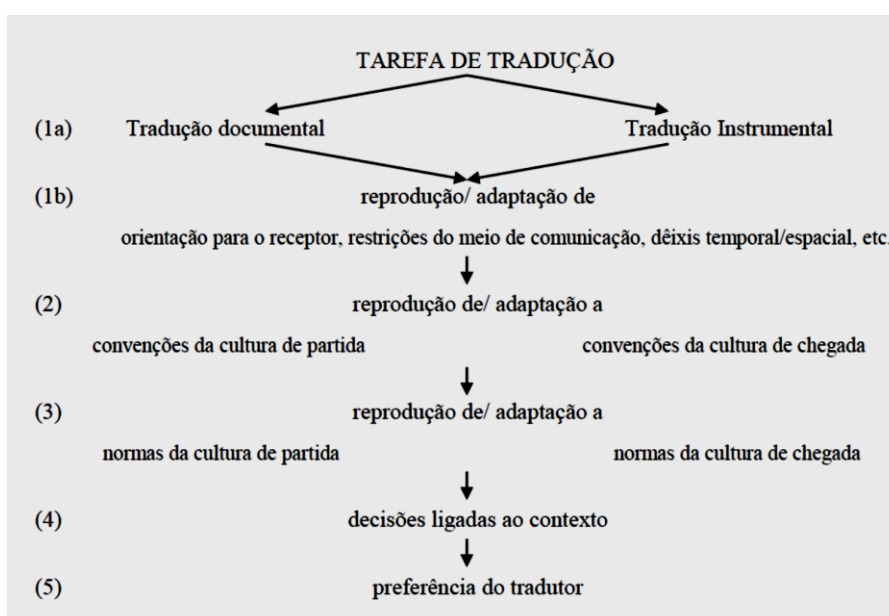 TAREFA DE TRADUÇÃO
(1a) Tradução documental Tradução Instrumental
(1b) reprodução/ adaptação de
orientação para o receptor, restrições do meio de comunicação, dêixis temporal/espacial, etc.
(2) reprodução de/ adaptação a
convenções da cultura de partida convenções da cultura de chegada
(3) reprodução de/ adaptação a
normas da cultura de partida normas da cultura de chegada
(4) decisões ligadas ao contexto
(5) preferência do tradutor